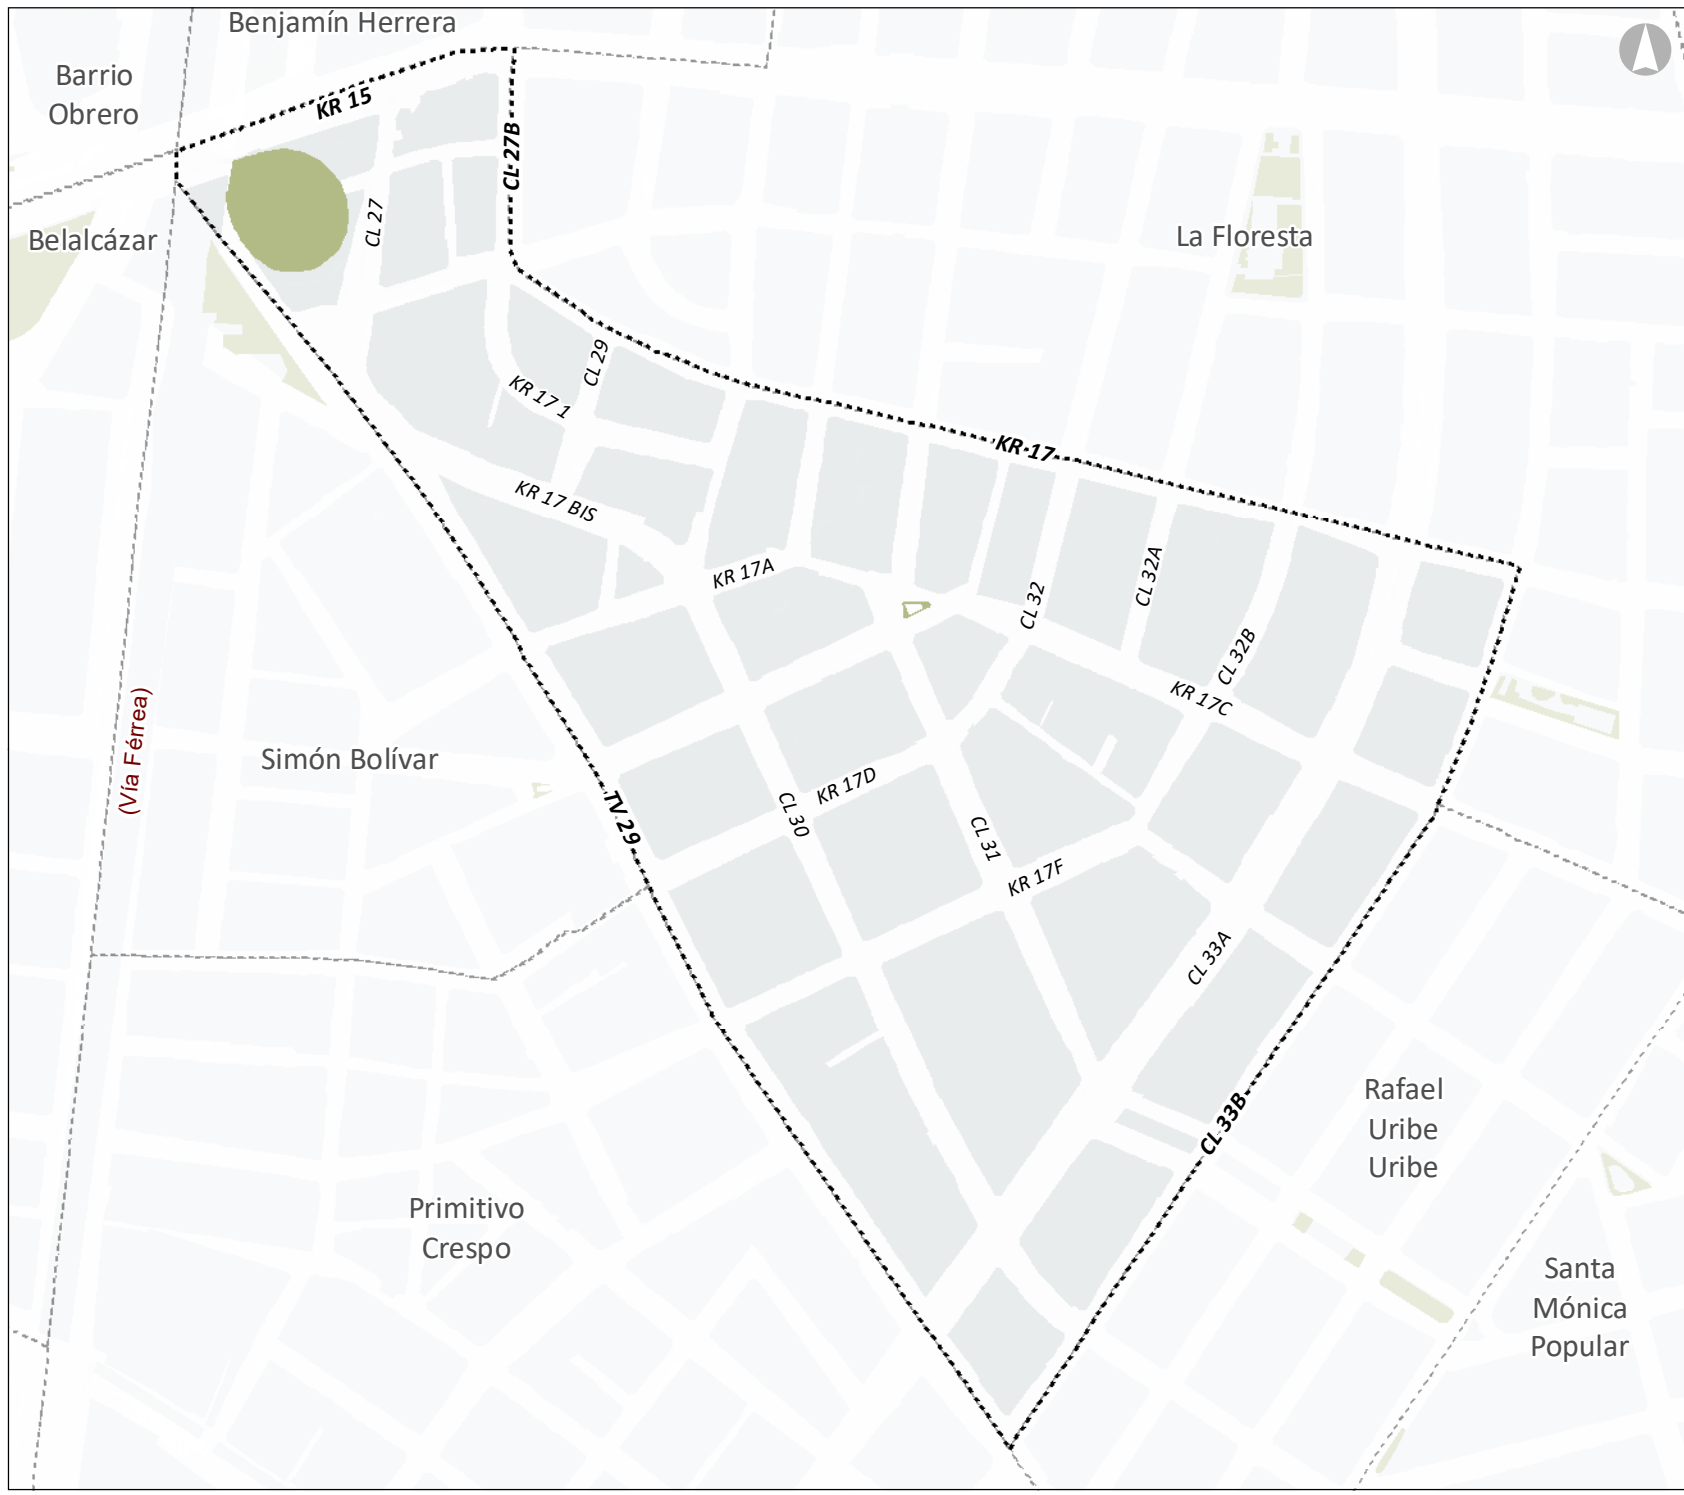 Benjamín Herrera
Barrio
Obrero
KR 15
CL 27B
CL 27
Belalcázar
La Floresta
CL 29
KR 17 1
KR 17
KR 17 BIS
KR 17A
CL 32
CL 32A
CL 32B
KR 17C
(Vía Férrea)
Simón Bolívar
TV 29
CL 30
KR 17D
CL 31
KR 17F
CL 33A
CL 33B
Rafael
Uribe
Uribe
Primitivo
Crespo
Santa
Mónica
Popular